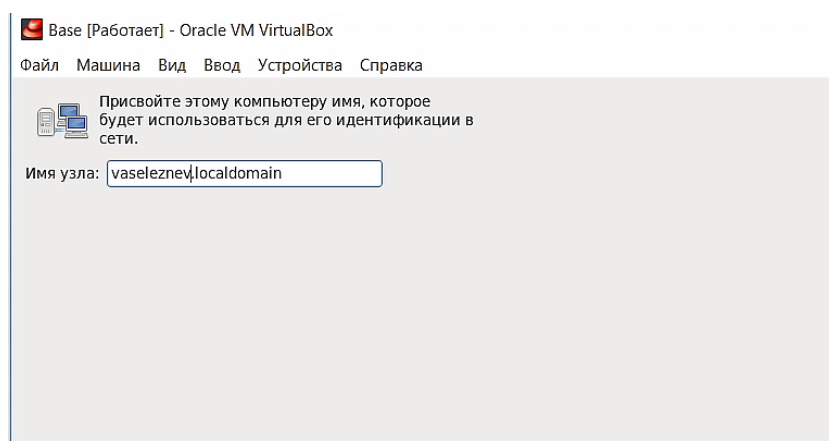 Base [Работает] - Oracle VM VirtualBox
Файл Машина Вид Ввод Устройства Справка
Присвойте этому компьютеру имя, которое
будет использоваться для его идентификации в
сети.
Имя узла: vaseleznev.localdomain